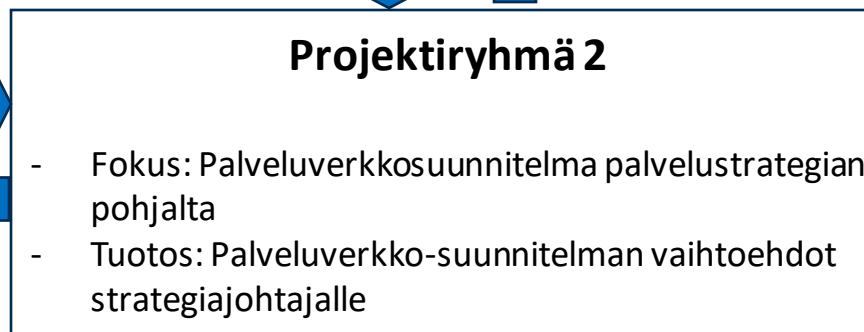 Projektiryhmä 2
- Fokus: Palveluverkkosuunnitelma palvelustrategian
pohjalta
- Tuotos: Palveluverkko-suunnitelman vaihtoehdot
strategiajohtajalle